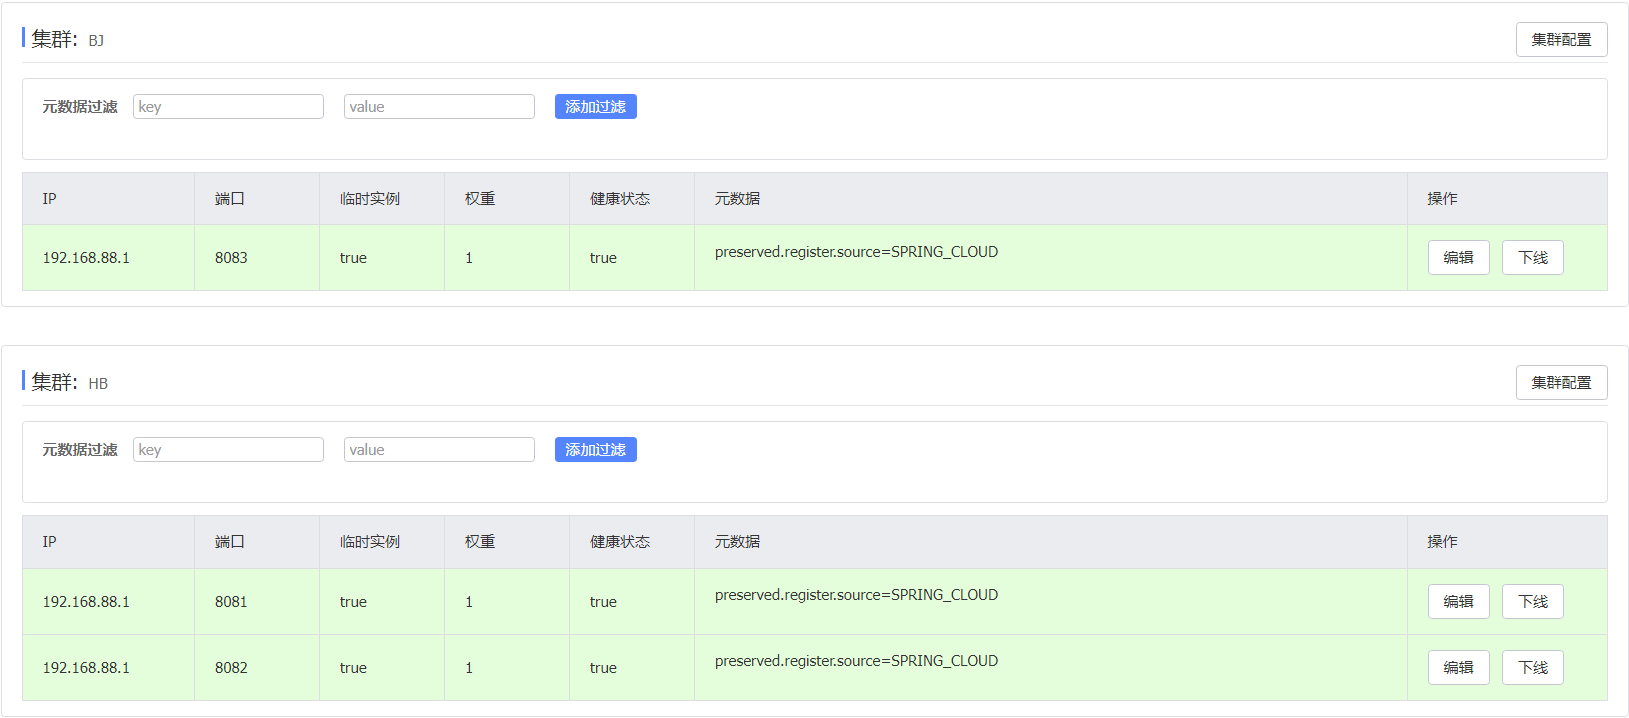 集群: BJ 集群配置
元数据过滤 key value 添加过滤
IP 端口 临时实例 权重 健康状态 元数据 操作
192.168.88.1 8083 true 1 true preserved.register.source=SPRING_CLOUD 编辑 下线
集群: HB 集群配置
元数据过滤 key value 添加过滤
IP 端口 临时实例 权重 健康状态 元数据 操作
192.168.88.1 8081 true 1 true preserved.register.source=SPRING_CLOUD 编辑 下线
192.168.88.1 8082 true 1 true preserved.register.source=SPRING_CLOUD 编辑 下线